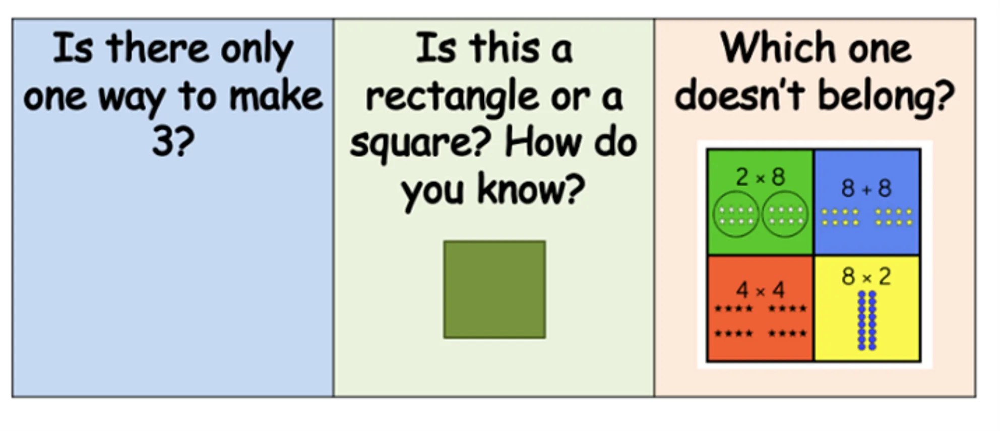 Is there only
one way to make
3?
Is this a
rectangle or a
square? How do
you know?
Which one
doesn't belong?
2 × 8
8 + 8
4 × 4
8 × 2